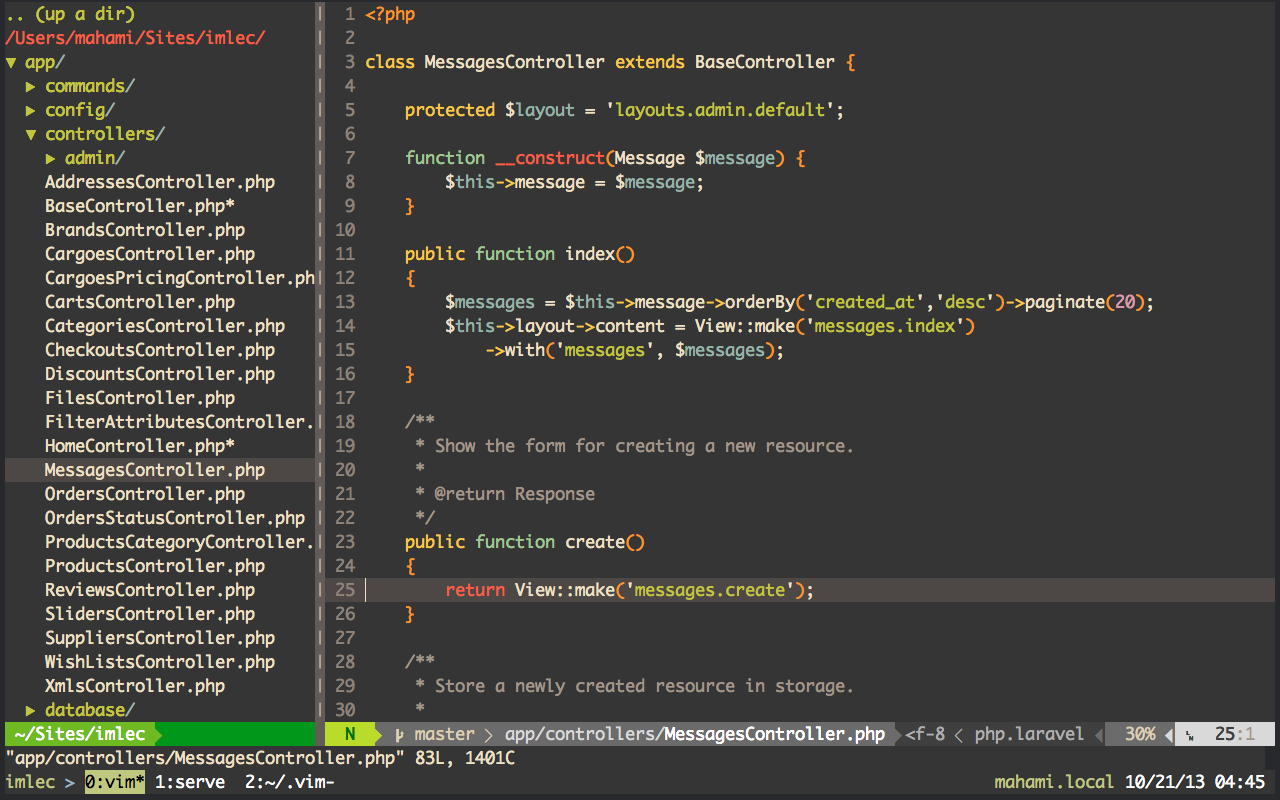 .. (up a dir)
/Users/mahami/Sites/imlec/
▼ app/
▶ commands/
▶ config/
▼ controllers/
▶ admin/
AddressesController.php
BaseController.php*
BrandsController.php
CargoesController.php
CargoesPricingController.ph
CartsController.php
CategoriesController.php
CheckoutsController.php
DiscountsController.php
FilesController.php
FilterAttributesController.
HomeController.php*
MessagesController.php
OrdersController.php
OrdersStatusController.php
ProductsCategoryController.
ProductsController.php
ReviewsController.php
SlidersController.php
SuppliersController.php
WishListsController.php
XmlsController.php
▶ database/
~/Sites/imlec
1 <?php
2
3 class MessagesController extends BaseController {
4
5     protected $layout = 'layouts.admin.default';
6
7     function __construct(Message $message) {
8         $this->message = $message;
9     }
10
11     public function index()
12     {
13         $messages = $this->message->orderBy('created_at','desc')->paginate(20);
14         $this->layout->content = View::make('messages.index')
15             ->with('messages', $messages);
16     }
17
18     /**
19      * Show the form for creating a new resource.
20      *
21      * @return Response
22      */
23     public function create()
24     {
25         return View::make('messages.create');
26     }
27
28     /**
29      * Store a newly created resource in storage.
30      *
N master > app/controllers/MessagesController.php <f-8 < php.laravel 30% 25:1
"app/controllers/MessagesController.php" 83L, 1401C
imlec > 0:vim* 1:serve 2:~/.vim- mahami.local 10/21/13 04:45